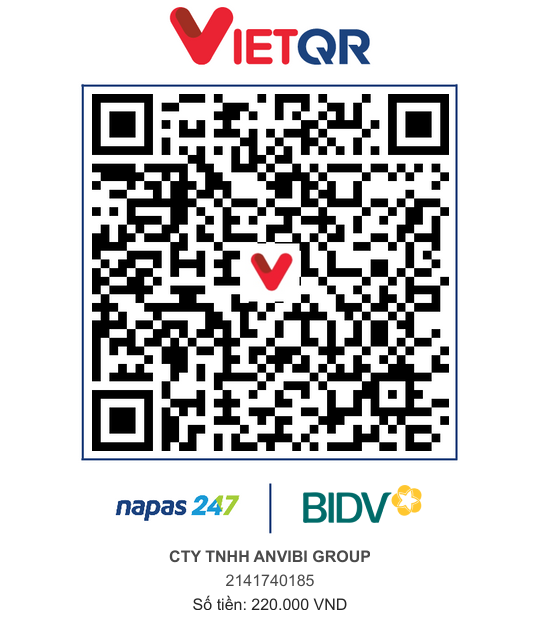 VIETQR
napas 247
BIDV
CTY TNHH ANVIBI GROUP
2141740185
Số tiền: 220.000 VND